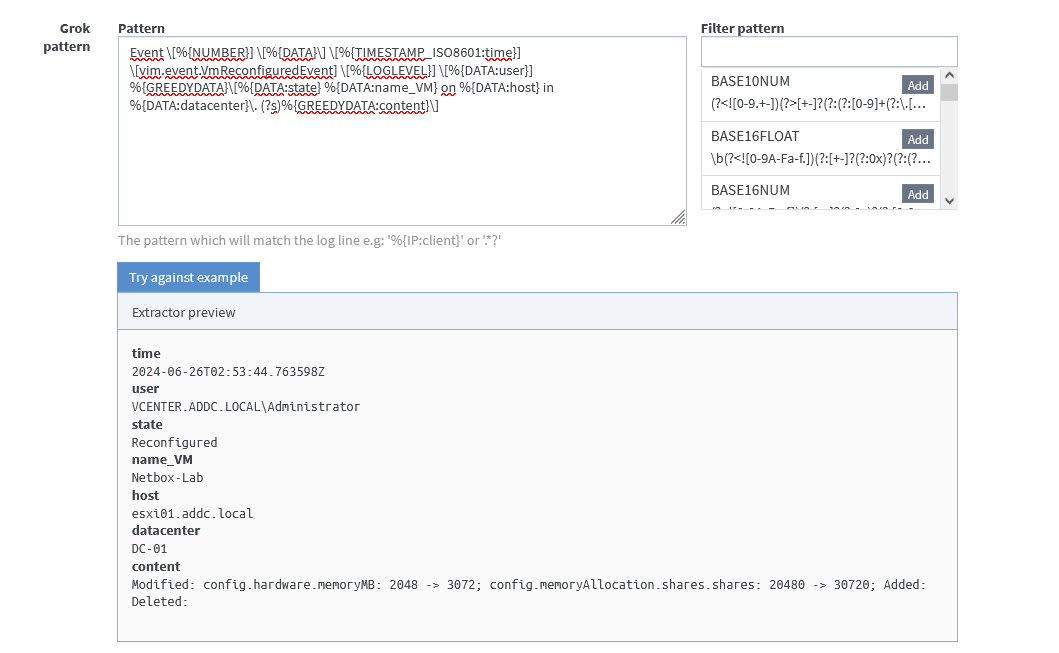 Grok pattern
Pattern
Event \[%{NUMBER}] \[%{DATA}\] \[%{TIMESTAMP_ISO8601:time}]
\[vim.event.VmReconfiguredEvent] \[%{LOGLEVEL}] \[%{DATA:user}]
%{GREEDYDATA}\[%{DATA:state} %{DATA:name_VM} on %{DATA:host} in
%{DATA:datacenter}\. (?s)%{GREEDYDATA:content}\]
The pattern which will match the log line e.g: '%{IP:client}' or '.*?'
Filter pattern
BASE10NUM
Add
(?<![0-9.+-])(?>[+-]?(?:(?:[0-9]+(?:\.[…
BASE16FLOAT
Add
\b(?<![0-9A-Fa-f.])(?:[+-]?(?:0x)?(?:(?…
BASE16NUM
Add
Try against example
Extractor preview
time
2024-06-26T02:53:44.763598Z
user
VCENTER.ADDC.LOCAL\Administrator
state
Reconfigured
name_VM
Netbox-Lab
host
esxi01.addc.local
datacenter
DC-01
content
Modified: config.hardware.memoryMB: 2048 -> 3072; config.memoryAllocation.shares.shares: 20480 -> 30720; Added:
Deleted: